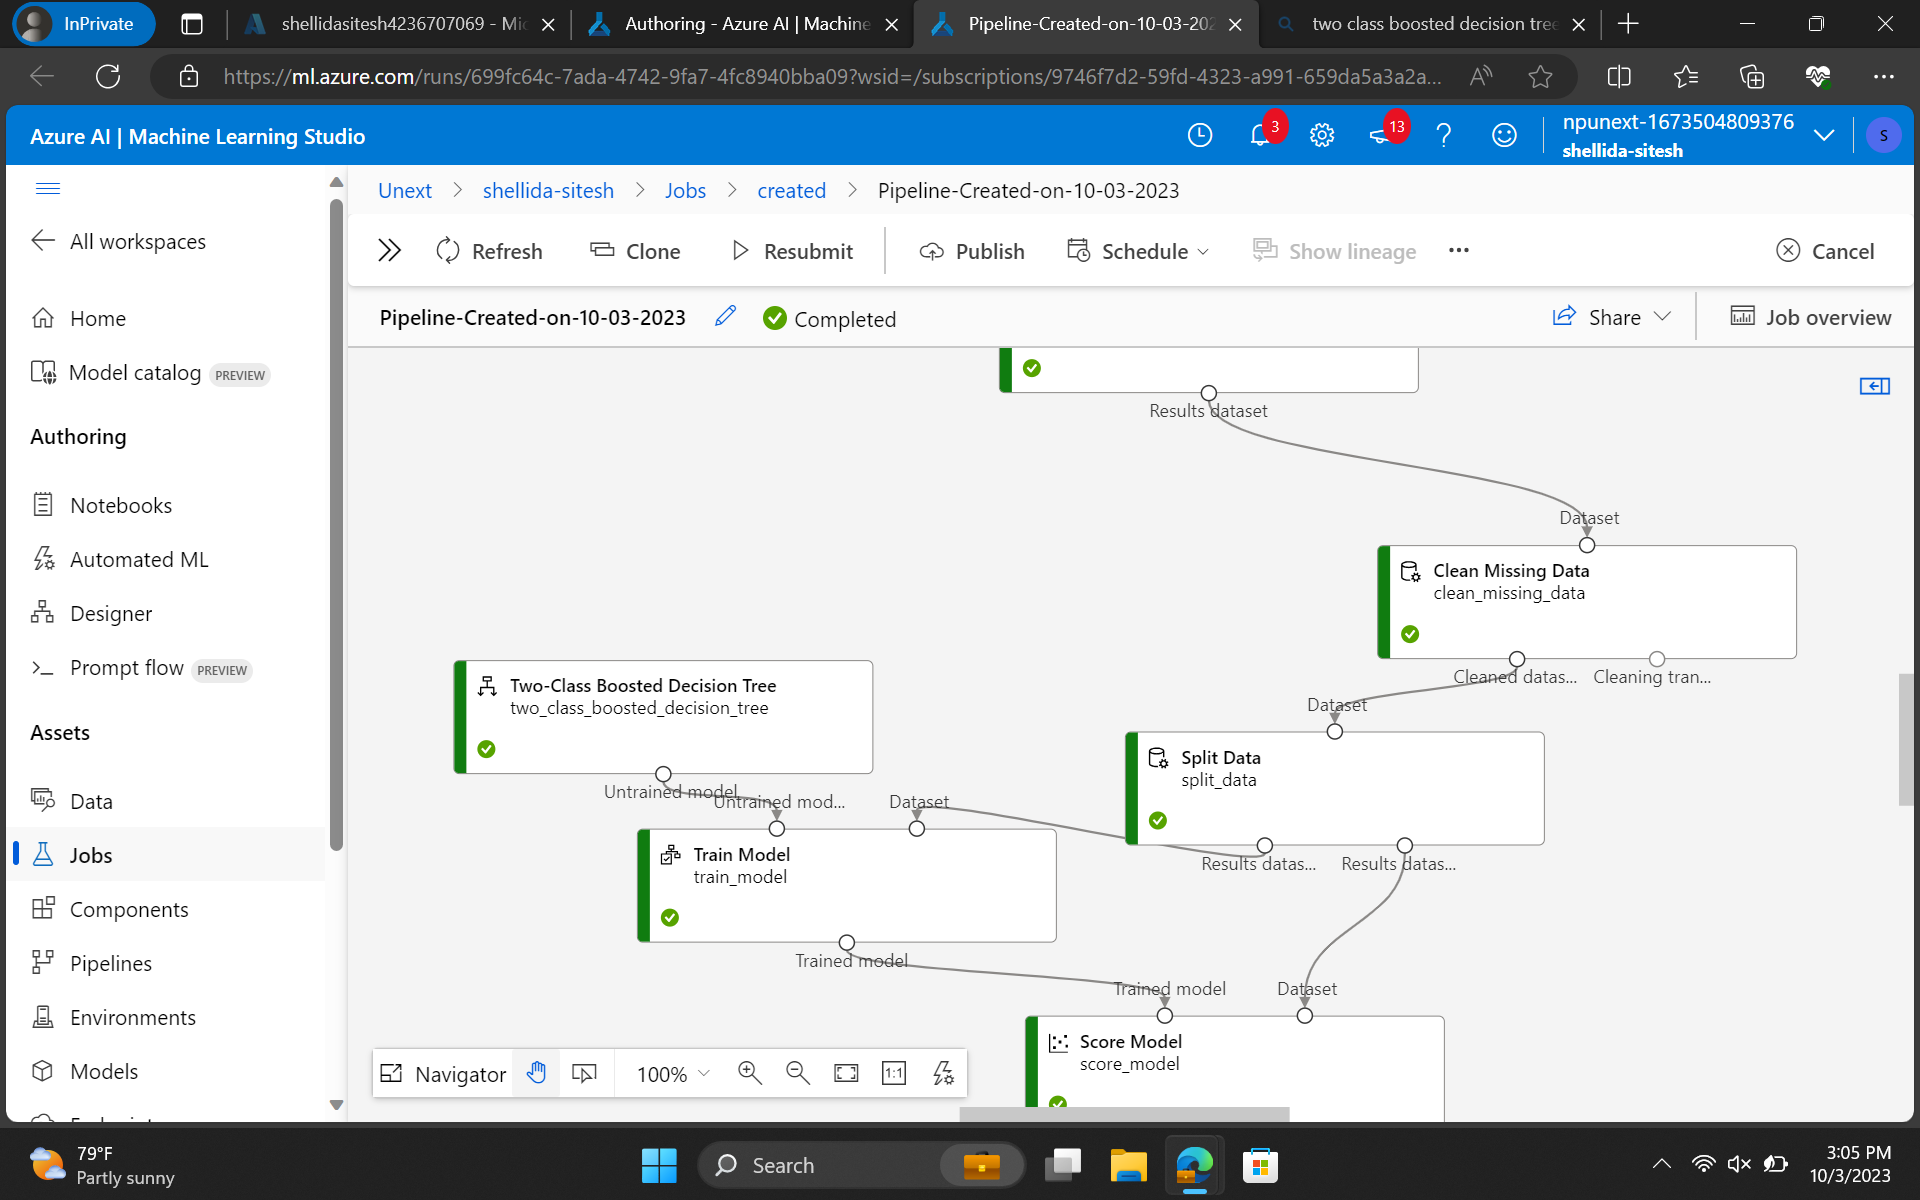 InPrivate
shellidasitesh4236707069 - Mic
Authoring - Azure AI | Machine
Pipeline-Created-on-10-03-202
two class boosted decision tree
https://ml.azure.com/runs/699fc64c-7ada-4742-9fa7-4fc8940bba09?wsid=/subscriptions/9746f7d2-59fd-4323-a991-659da5a3a2a...
Azure AI | Machine Learning Studio
3
13
npunext-1673504809376
shellida-sitesh
S
Unext > shellida-sitesh > Jobs > created > Pipeline-Created-on-10-03-2023
All workspaces
Refresh
Clone
Resubmit
Publish
Schedule
Show lineage
Cancel
Pipeline-Created-on-10-03-2023
Completed
Share
Job overview
Home
Model catalog PREVIEW
Authoring
Notebooks
Automated ML
Designer
Prompt flow PREVIEW
Assets
Data
Jobs
Components
Pipelines
Environments
Models
Results dataset
Dataset
Clean Missing Data
clean_missing_data
Cleaned datas...
Cleaning tran...
Two-Class Boosted Decision Tree
two_class_boosted_decision_tree
Untrained model
Dataset
Split Data
split_data
Results datas...
Results datas...
Untrained mod...
Dataset
Train Model
train_model
Trained model
Trained model
Dataset
Score Model
score_model
Navigator
100%
1:1
79°F
Partly sunny
Search
3:05 PM
10/3/2023